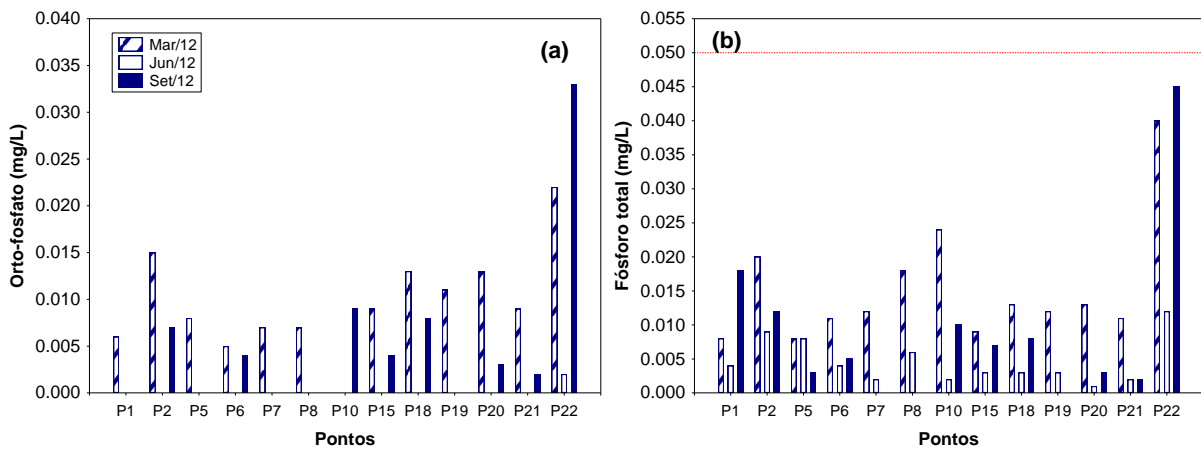 0.040
0.035
0.030
0.025
0.020
0.015
0.010
0.005
0.000
Orto-fosfato (mg/L)
Mar/12
Jun/12
Set/12
(a)
P1 P2 P5 P6 P7 P8 P10 P15 P18 P19 P20 P21 P22
Pontos
0.055
0.050
0.045
0.040
0.035
0.030
0.025
0.020
0.015
0.010
0.005
0.000
Fósforo total (mg/L)
(b)
P1 P2 P5 P6 P7 P8 P10 P15 P18 P19 P20 P21 P22
Pontos